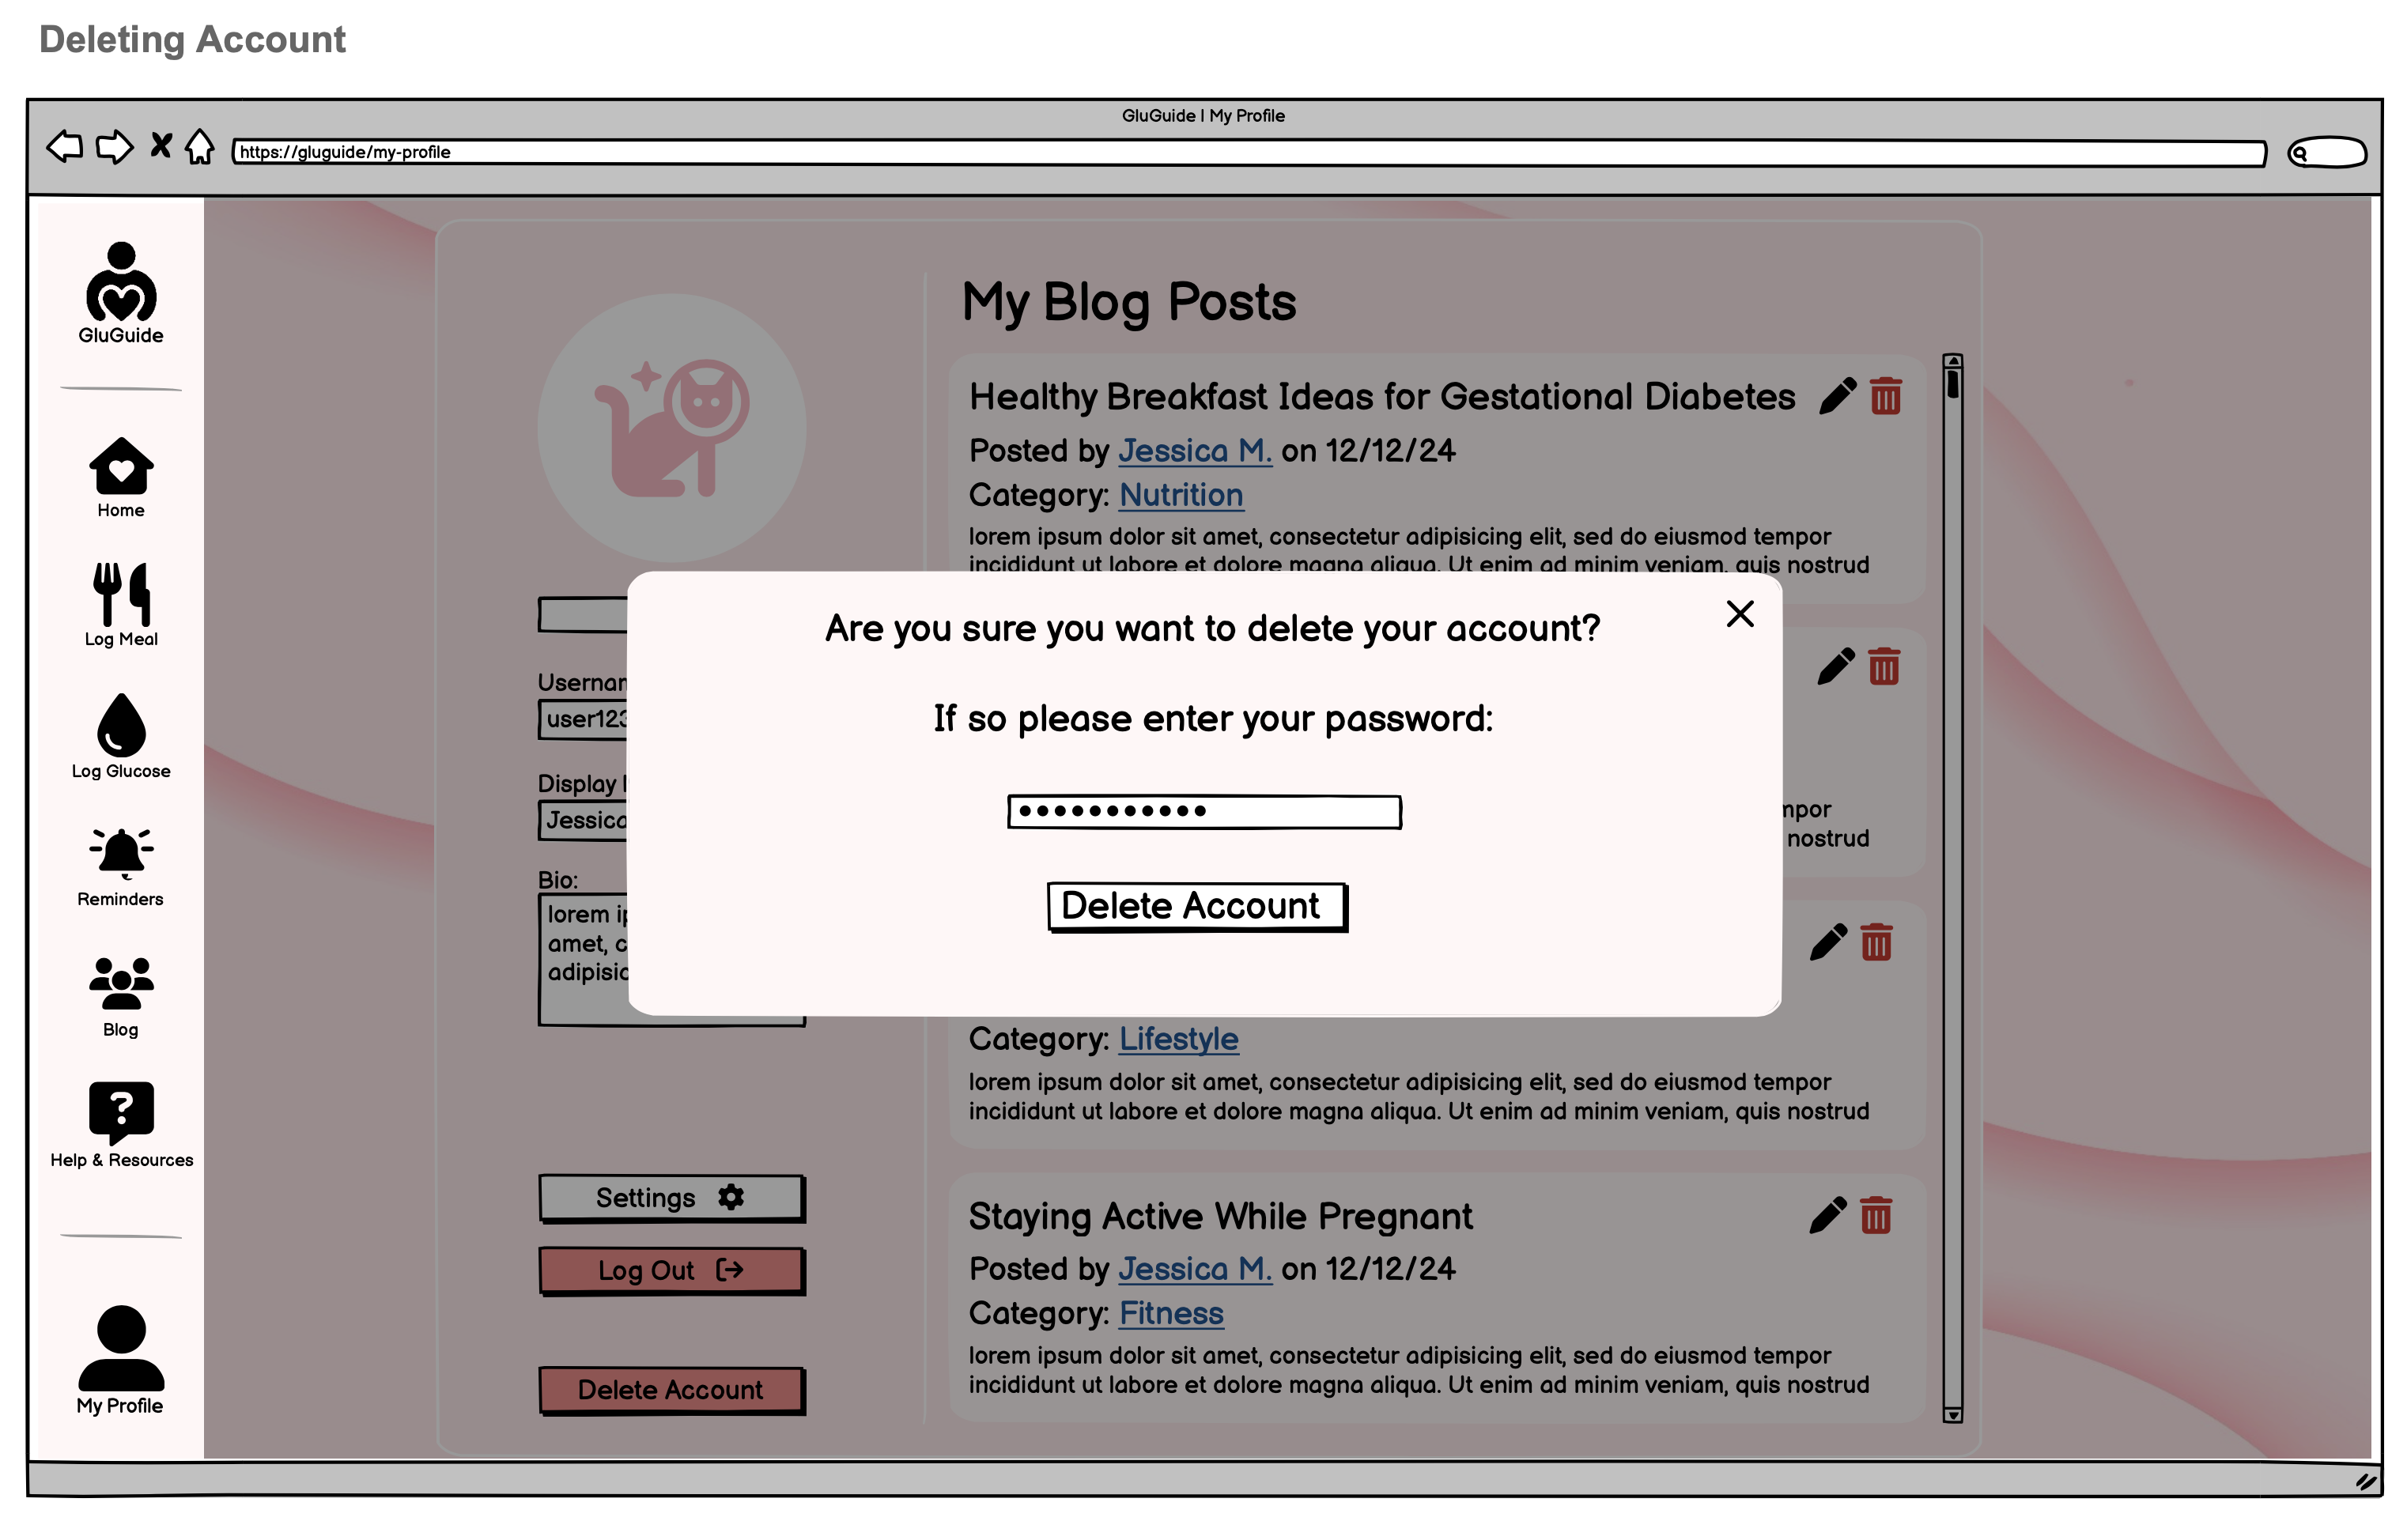 Deleting Account
GluGuide | My Profile
https://gluguide/my-profile
GluGuide
Home
Log Meal
Log Glucose
Reminders
Blog
Help & Resources
My Profile
Usernam
user123
Display
Jessica
Bio:
lorem ip
amet, c
adipisic
Settings
Log Out
Delete Account
My Blog Posts
Healthy Breakfast Ideas for Gestational Diabetes
Posted by Jessica M. on 12/12/24
Category: Nutrition
lorem ipsum dolor sit amet, consectetur adipisicing elit, sed do eiusmod tempor
incididunt ut labore et dolore magna aliqua. Ut enim ad minim veniam, quis nostrud
Are you sure you want to delete your account?
If so please enter your password:
Delete Account
mpor
nostrud
Category: Lifestyle
lorem ipsum dolor sit amet, consectetur adipisicing elit, sed do eiusmod tempor
incididunt ut labore et dolore magna aliqua. Ut enim ad minim veniam, quis nostrud
Staying Active While Pregnant
Posted by Jessica M. on 12/12/24
Category: Fitness
lorem ipsum dolor sit amet, consectetur adipisicing elit, sed do eiusmod tempor
incididunt ut labore et dolore magna aliqua. Ut enim ad minim veniam, quis nostrud